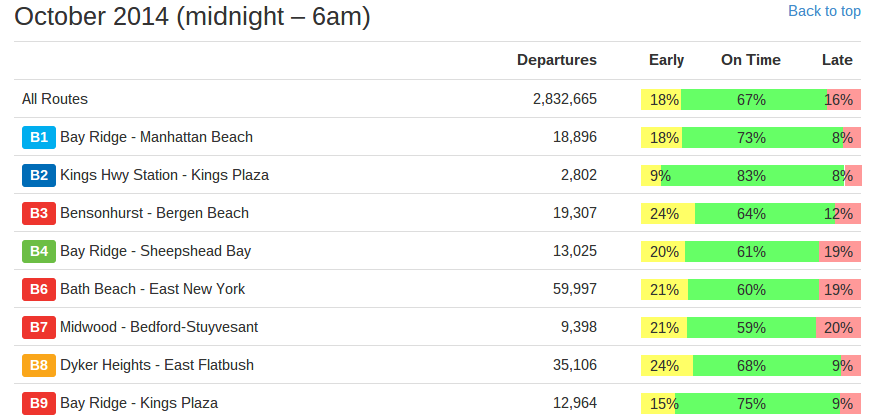 October 2014 (midnight – 6am) Back to top
Departures Early On Time Late
All Routes 2,832,665 18% 67% 16%
B1 Bay Ridge - Manhattan Beach 18,896 18% 73% 8%
B2 Kings Hwy Station - Kings Plaza 2,802 9% 83% 8%
B3 Bensonhurst - Bergen Beach 19,307 24% 64% 12%
B4 Bay Ridge - Sheepshead Bay 13,025 20% 61% 19%
B6 Bath Beach - East New York 59,997 21% 60% 19%
B7 Midwood - Bedford-Stuyvesant 9,398 21% 59% 20%
B8 Dyker Heights - East Flatbush 35,106 24% 68% 9%
B9 Bay Ridge - Kings Plaza 12,964 15% 75% 9%